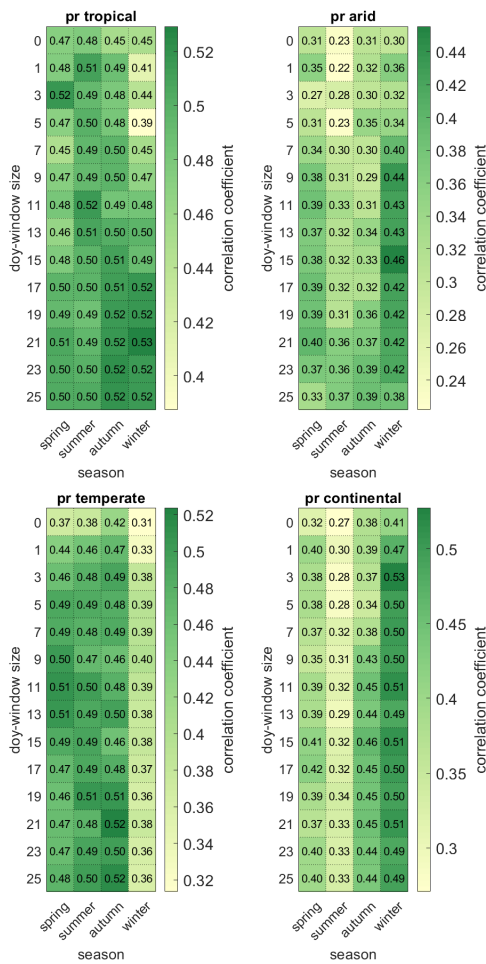 pr tropical
0 0.47 0.48 0.45 0.45
1 0.48 0.51 0.49 0.41
3 0.52 0.49 0.48 0.44
5 0.47 0.50 0.48 0.39
7 0.45 0.49 0.50 0.45
9 0.47 0.49 0.50 0.47
11 0.48 0.52 0.49 0.48
13 0.46 0.51 0.50 0.50
15 0.48 0.50 0.51 0.49
17 0.50 0.50 0.51 0.52
19 0.49 0.49 0.52 0.52
21 0.51 0.49 0.52 0.53
23 0.50 0.50 0.52 0.52
25 0.50 0.50 0.52 0.52
doy-window size
spring summer autumn winter
season
0.52
0.5
0.48
0.46
0.44
0.42
0.4
correlation coefficient
pr arid
0 0.31 0.23 0.31 0.30
1 0.35 0.22 0.32 0.36
3 0.27 0.28 0.30 0.32
5 0.31 0.23 0.35 0.34
7 0.34 0.30 0.30 0.40
9 0.38 0.31 0.29 0.44
11 0.39 0.33 0.31 0.43
13 0.37 0.32 0.34 0.43
15 0.38 0.32 0.33 0.46
17 0.39 0.32 0.32 0.42
19 0.39 0.31 0.36 0.42
21 0.40 0.36 0.37 0.42
23 0.37 0.36 0.39 0.42
25 0.33 0.37 0.39 0.38
doy-window size
spring summer autumn winter
season
0.44
0.42
0.4
0.38
0.36
0.34
0.32
0.3
0.28
0.26
0.24
correlation coefficient
pr temperate
0 0.37 0.38 0.42 0.31
1 0.44 0.46 0.47 0.33
3 0.46 0.48 0.49 0.38
5 0.49 0.49 0.48 0.39
7 0.49 0.48 0.49 0.39
9 0.50 0.47 0.46 0.40
11 0.51 0.50 0.48 0.39
13 0.51 0.49 0.50 0.38
15 0.49 0.49 0.46 0.38
17 0.47 0.49 0.48 0.37
19 0.46 0.51 0.51 0.36
21 0.47 0.48 0.52 0.38
23 0.47 0.49 0.50 0.36
25 0.48 0.50 0.52 0.36
doy-window size
spring summer autumn winter
season
0.52
0.5
0.48
0.46
0.44
0.42
0.4
0.38
0.36
0.34
0.32
correlation coefficient
pr continental
0 0.32 0.27 0.38 0.41
1 0.40 0.30 0.39 0.47
3 0.38 0.28 0.37 0.53
5 0.38 0.28 0.34 0.50
7 0.37 0.32 0.38 0.50
9 0.35 0.31 0.43 0.50
11 0.39 0.32 0.45 0.51
13 0.39 0.29 0.44 0.49
15 0.41 0.32 0.46 0.51
17 0.42 0.32 0.45 0.50
19 0.39 0.34 0.45 0.50
21 0.37 0.33 0.45 0.51
23 0.40 0.33 0.44 0.50
25 0.40 0.33 0.44 0.49
doy-window size
spring summer autumn winter
season
0.5
0.45
0.4
0.35
0.3
correlation coefficient